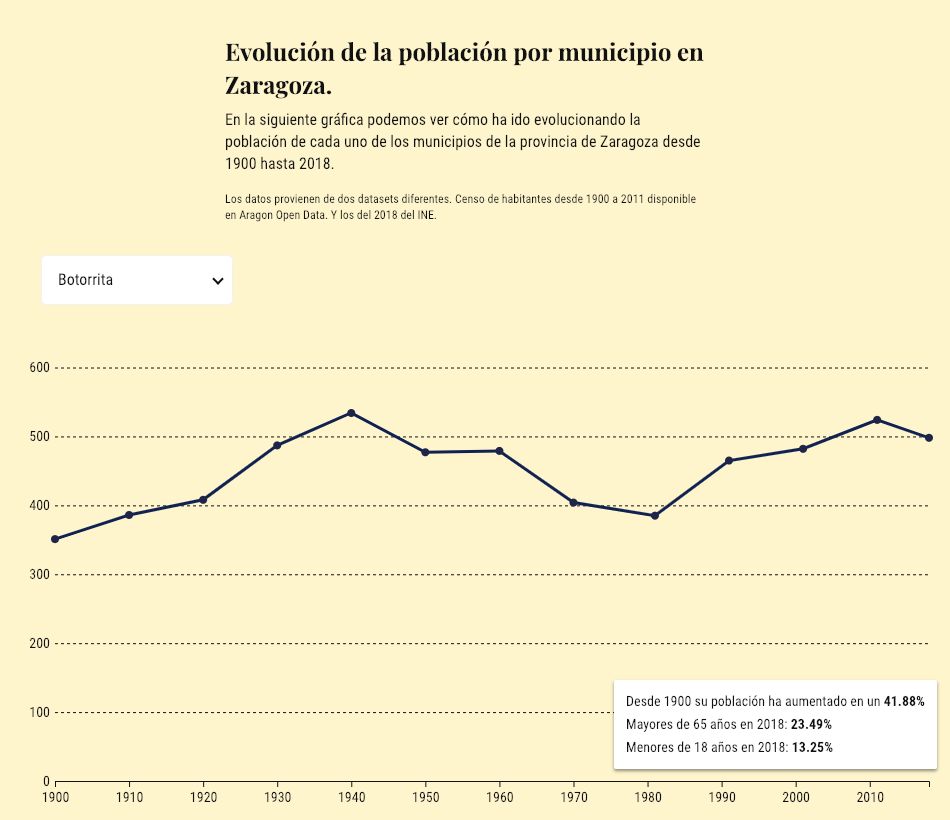 Evolución de la población por municipio en
Zaragoza.
En la siguiente gráfica podemos ver cómo ha ido evolucionando la
población de cada uno de los municipios de la provincia de Zaragoza desde
1900 hasta 2018.
Los datos provienen de dos datasets diferentes. Censo de habitantes desde 1900 a 2011 disponible
en Aragon Open Data. Y los del 2018 del INE.
Botorrita
600
500
400
300
200
100
0
Desde 1900 su población ha aumentado en un 41.88%
Mayores de 65 años en 2018: 23.49%
Menores de 18 años en 2018: 13.25%
1900 1910 1920 1930 1940 1950 1960 1970 1980 1990 2000 2010